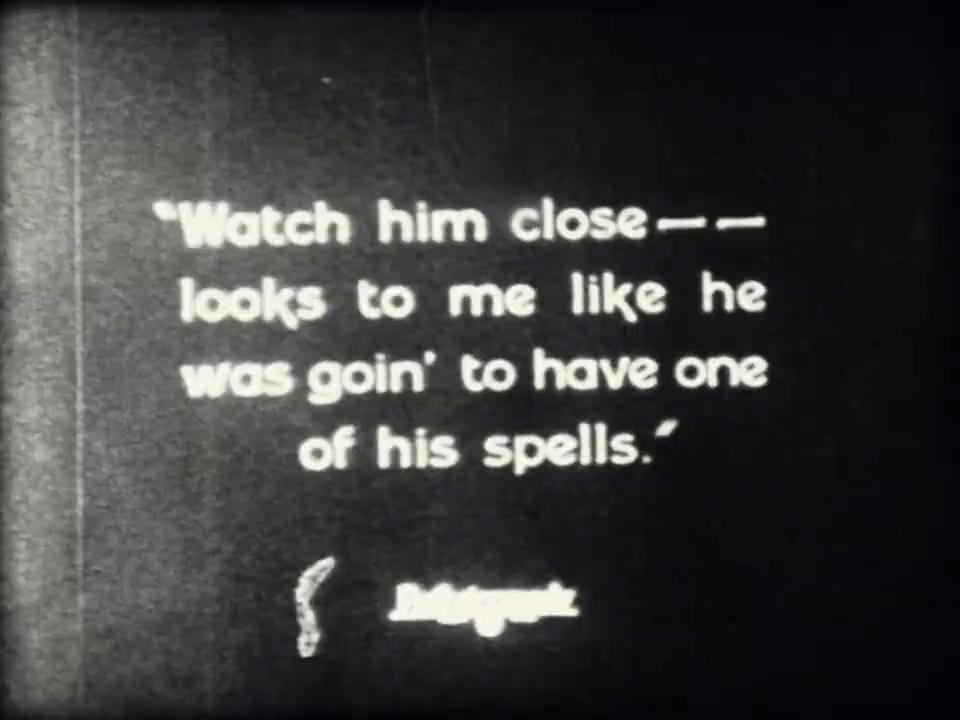 "Watch him close——
looks to me like he
was goin' to have one
of his spells."